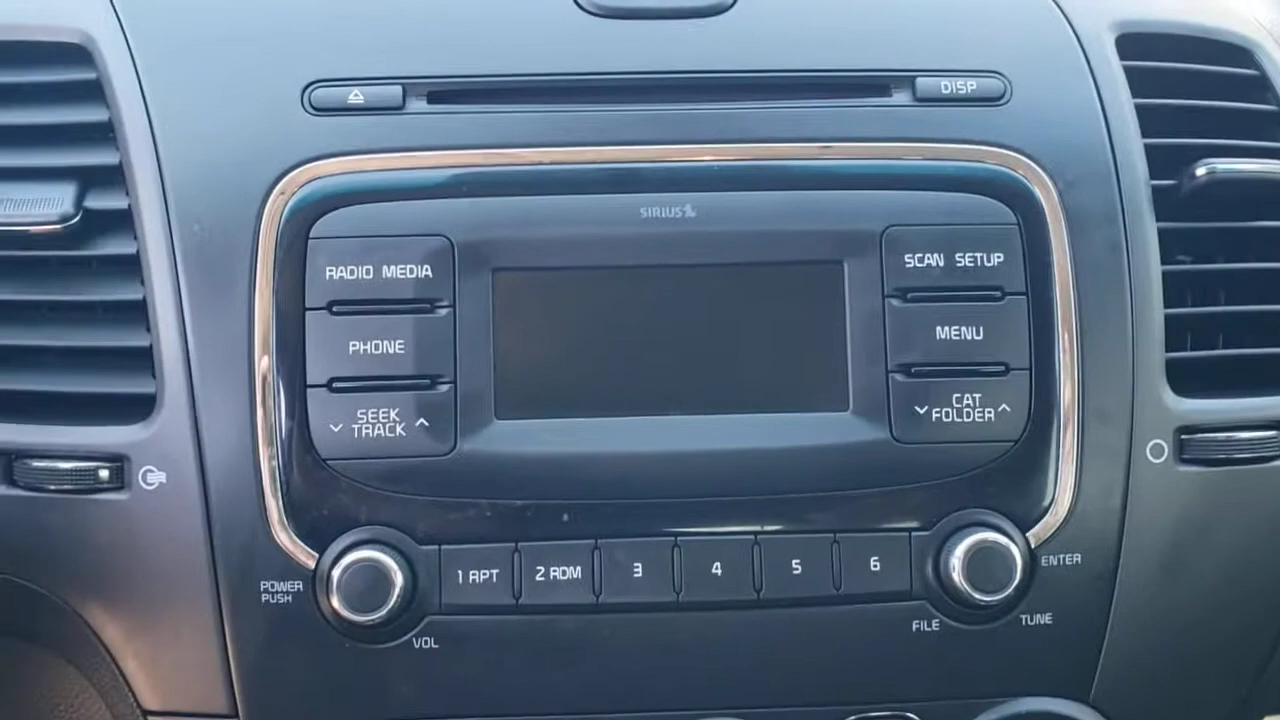 DISP
SIRIUS
RADIO MEDIA
SCAN SETUP
PHONE
MENU
SEEK
TRACK
CAT
FOLDER
1 RPT
2 RDM
3
4
5
6
POWER
PUSH
VOL
ENTER
FILE
TUNE